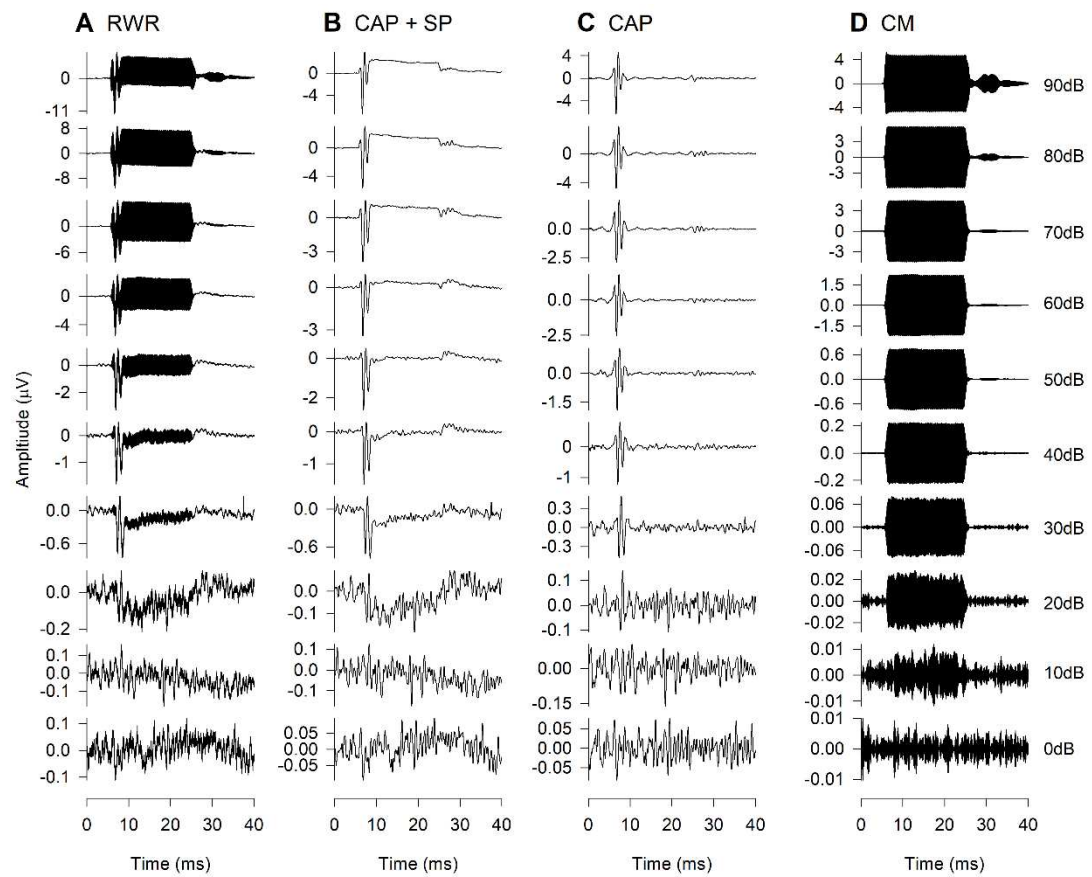 A RWR B CAP + SP C CAP D CM
0 -11 0 -4 4 0 -4 4 0 -4 90dB
8 0 -8 0 -4 0 -4 3 0 -3 80dB
0 -6 0 -3 0.0 -2.5 3 0 -3 70dB
0 -4 0 -3 0.0 -2.5 1.5 0.0 -1.5 60dB
0 -2 0 -2 0.0 -1.5 0.6 0.0 -0.6 50dB
0 -1 0 -1 0 -1 0.2 0.0 -0.2 40dB
0.0 -0.6 0.0 -0.6 0.3 0.0 -0.3 0.06 0.00 -0.06 30dB
0.0 -0.2 0.0 -0.1 0.1 0.0 -0.1 0.02 0.00 -0.02 20dB
0.1 0.0 -0.1 0.1 0.0 -0.1 0.00 -0.15 0.01 0.00 -0.01 10dB
0.1 0.0 -0.1 0.05 0.00 -0.05 0.05 0.00 -0.05 0.01 0.00 -0.01 0dB
Amplitude (µV)
0 10 20 30 40 0 10 20 30 40 0 10 20 30 40 0 10 20 30 40
Time (ms) Time (ms) Time (ms) Time (ms)